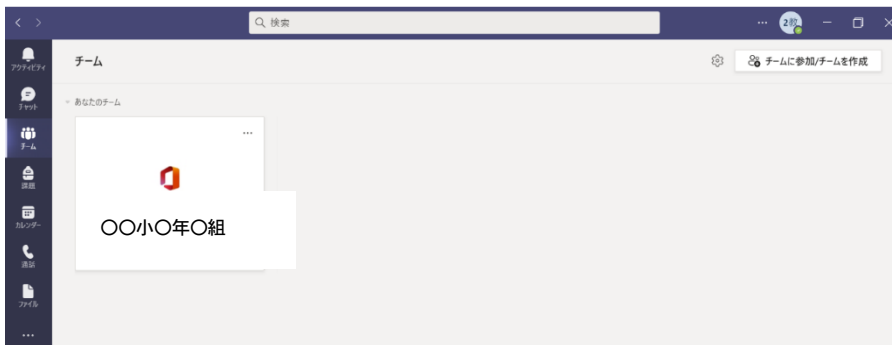 検索
2教
アクティビティ
チーム
チームに参加/チームを作成
チャット
あなたのチーム
チーム
課題
〇〇小〇年〇組
カレンダー
通話
ファイル